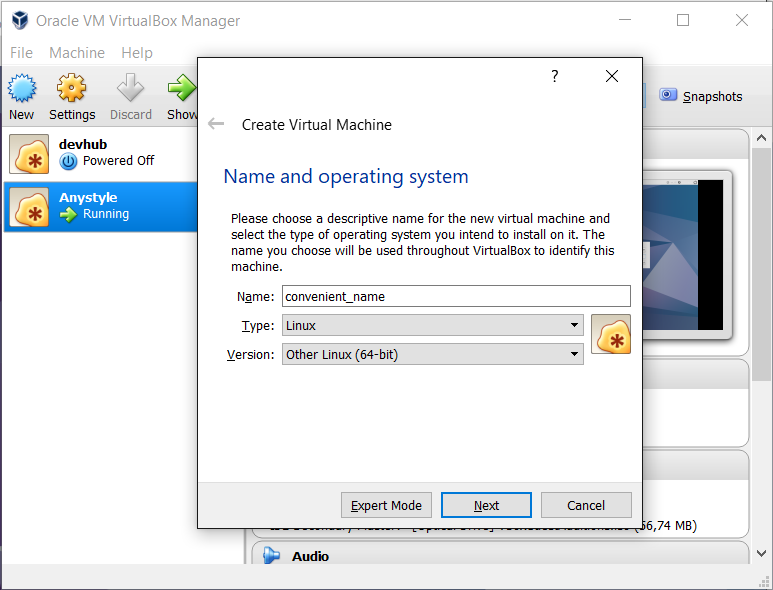 Oracle VM VirtualBox Manager
File Machine Help
New Settings Discard Show
Snapshots
devhub
Powered Off
Anystyle
Running
?
Create Virtual Machine
Name and operating system
Please choose a descriptive name for the new virtual machine and
select the type of operating system you intend to install on it. The
name you choose will be used throughout VirtualBox to identify this
machine.
Name: convenient_name
Type: Linux
Version: Other Linux (64-bit)
Expert Mode Next Cancel
56,74 MB)
Audio